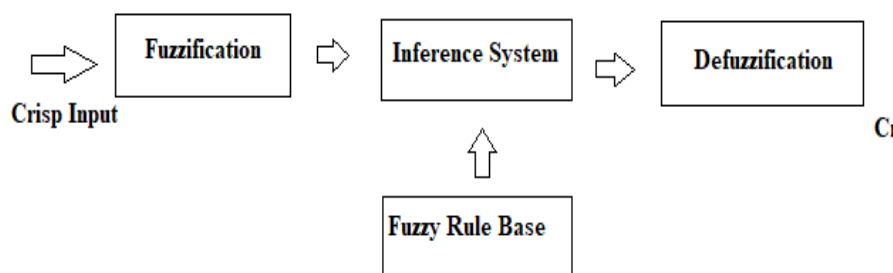 Fuzzification
Inference System
Defuzzification
Crisp Input
Fuzzy Rule Base